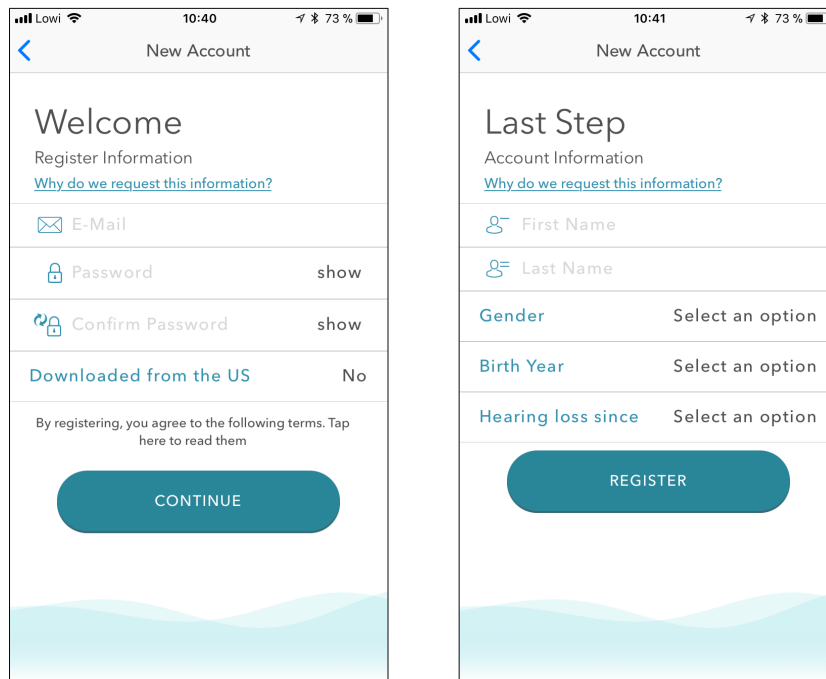 Lowi 10:40 73 %
New Account
Welcome
Register Information
Why do we request this information?
E-Mail
Password show
Confirm Password show
Downloaded from the US No
By registering, you agree to the following terms. Tap
here to read them
CONTINUE
Lowi 10:41 73 %
New Account
Last Step
Account Information
Why do we request this information?
First Name
Last Name
Gender Select an option
Birth Year Select an option
Hearing loss since Select an option
REGISTER